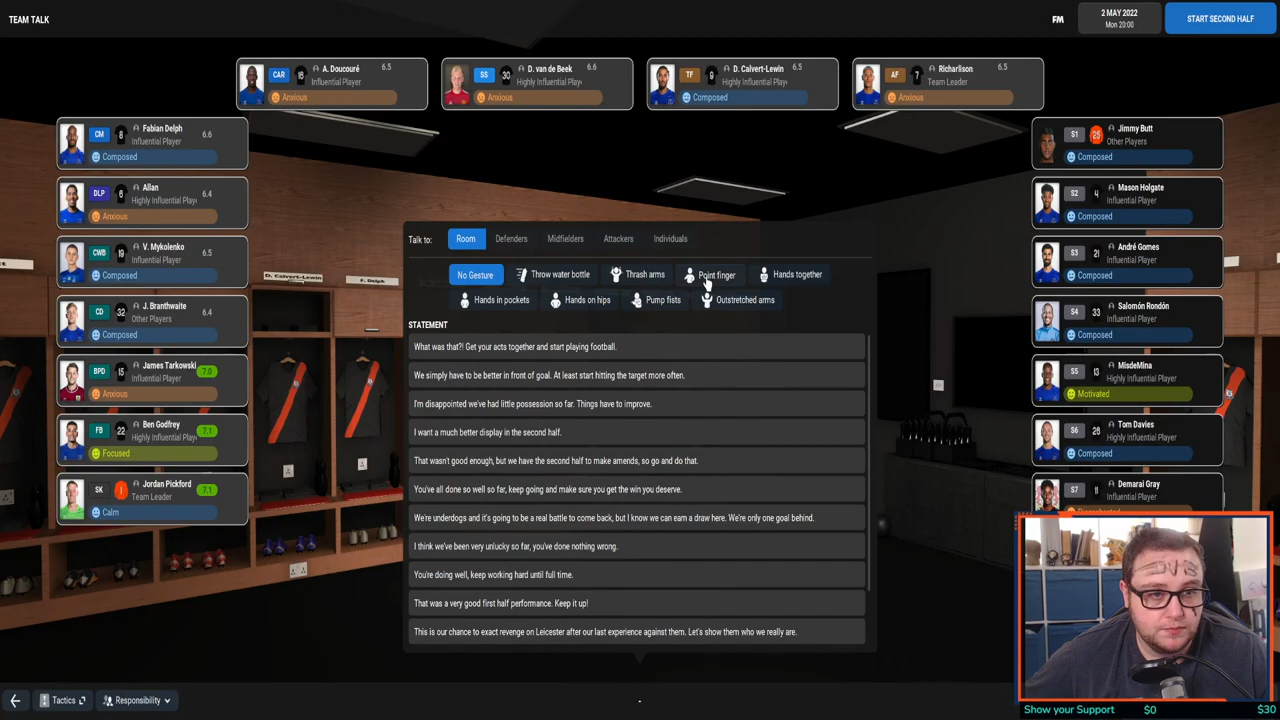 TEAM TALK
FM
2 MAY 2022
Mon 20:00
START SECOND HALF
CAR 16 A. Doucouré 6.5
Influential Player
Anxious
SS 30 D. van de Beek 6.6
Highly Influential Play
Anxious
TF 9 D. Calvert-Lewin 6.5
Highly Influential Play
Composed
AF 7 Richarlison 6.5
Team Leader
Anxious
CM 8 Fabian Delph 6.6
Influential Player
Composed
DLP 6 Allan 6.4
Highly Influential Playe
Anxious
CWB 19 V. Mykolenko 6.5
Influential Player
Composed
CD 32 J. Branthwaite 6.4
Other Players
Composed
BPD 15 James Tarkowski 7.0
Influential Player
Anxious
FB 22 Ben Godfrey 7.1
Highly Influential Playe
Focused
SK 1 Jordan Pickford 7.1
Team Leader
Calm
D. Calvert-Lewin
F. Delph
Talk to: Room Defenders Midfielders Attackers Individuals
No Gesture Throw water bottle Thrash arms Point finger Hands together
Hands in pockets Hands on hips Pump fists Outstretched arms
STATEMENT
What was that?! Get your acts together and start playing football.
We simply have to be better in front of goal. At least start hitting the target more often.
I'm disappointed we've had little possession so far. Things have to improve.
I want a much better display in the second half.
That wasn't good enough, but we have the second half to make amends, so go and do that.
You've all done so well so far, keep going and make sure you get the win you deserve.
We're underdogs and it's going to be a real battle to come back, but I know we can earn a draw here. We're only one goal behind.
I think we've been very unlucky so far, you've done nothing wrong.
You're doing well, keep working hard until full time.
That was a very good first half performance. Keep it up!
This is our chance to exact revenge on Leicester after our last experience against them. Let's show them who we really are.
S1 25 Jimmy Butt
Other Players
Composed
S2 4 Mason Holgate
Influential Player
Composed
S3 21 André Gomes
Influential Player
Composed
S4 33 Salomón Rondón
Influential Player
Composed
S5 13 MisdeMina
Highly Influential Player
Motivated
S6 26 Tom Davies
Highly Influential Player
Composed
S7 11 Demarai Gray
Influential Player
Tactics
Responsibility
Show your Support $0 $30